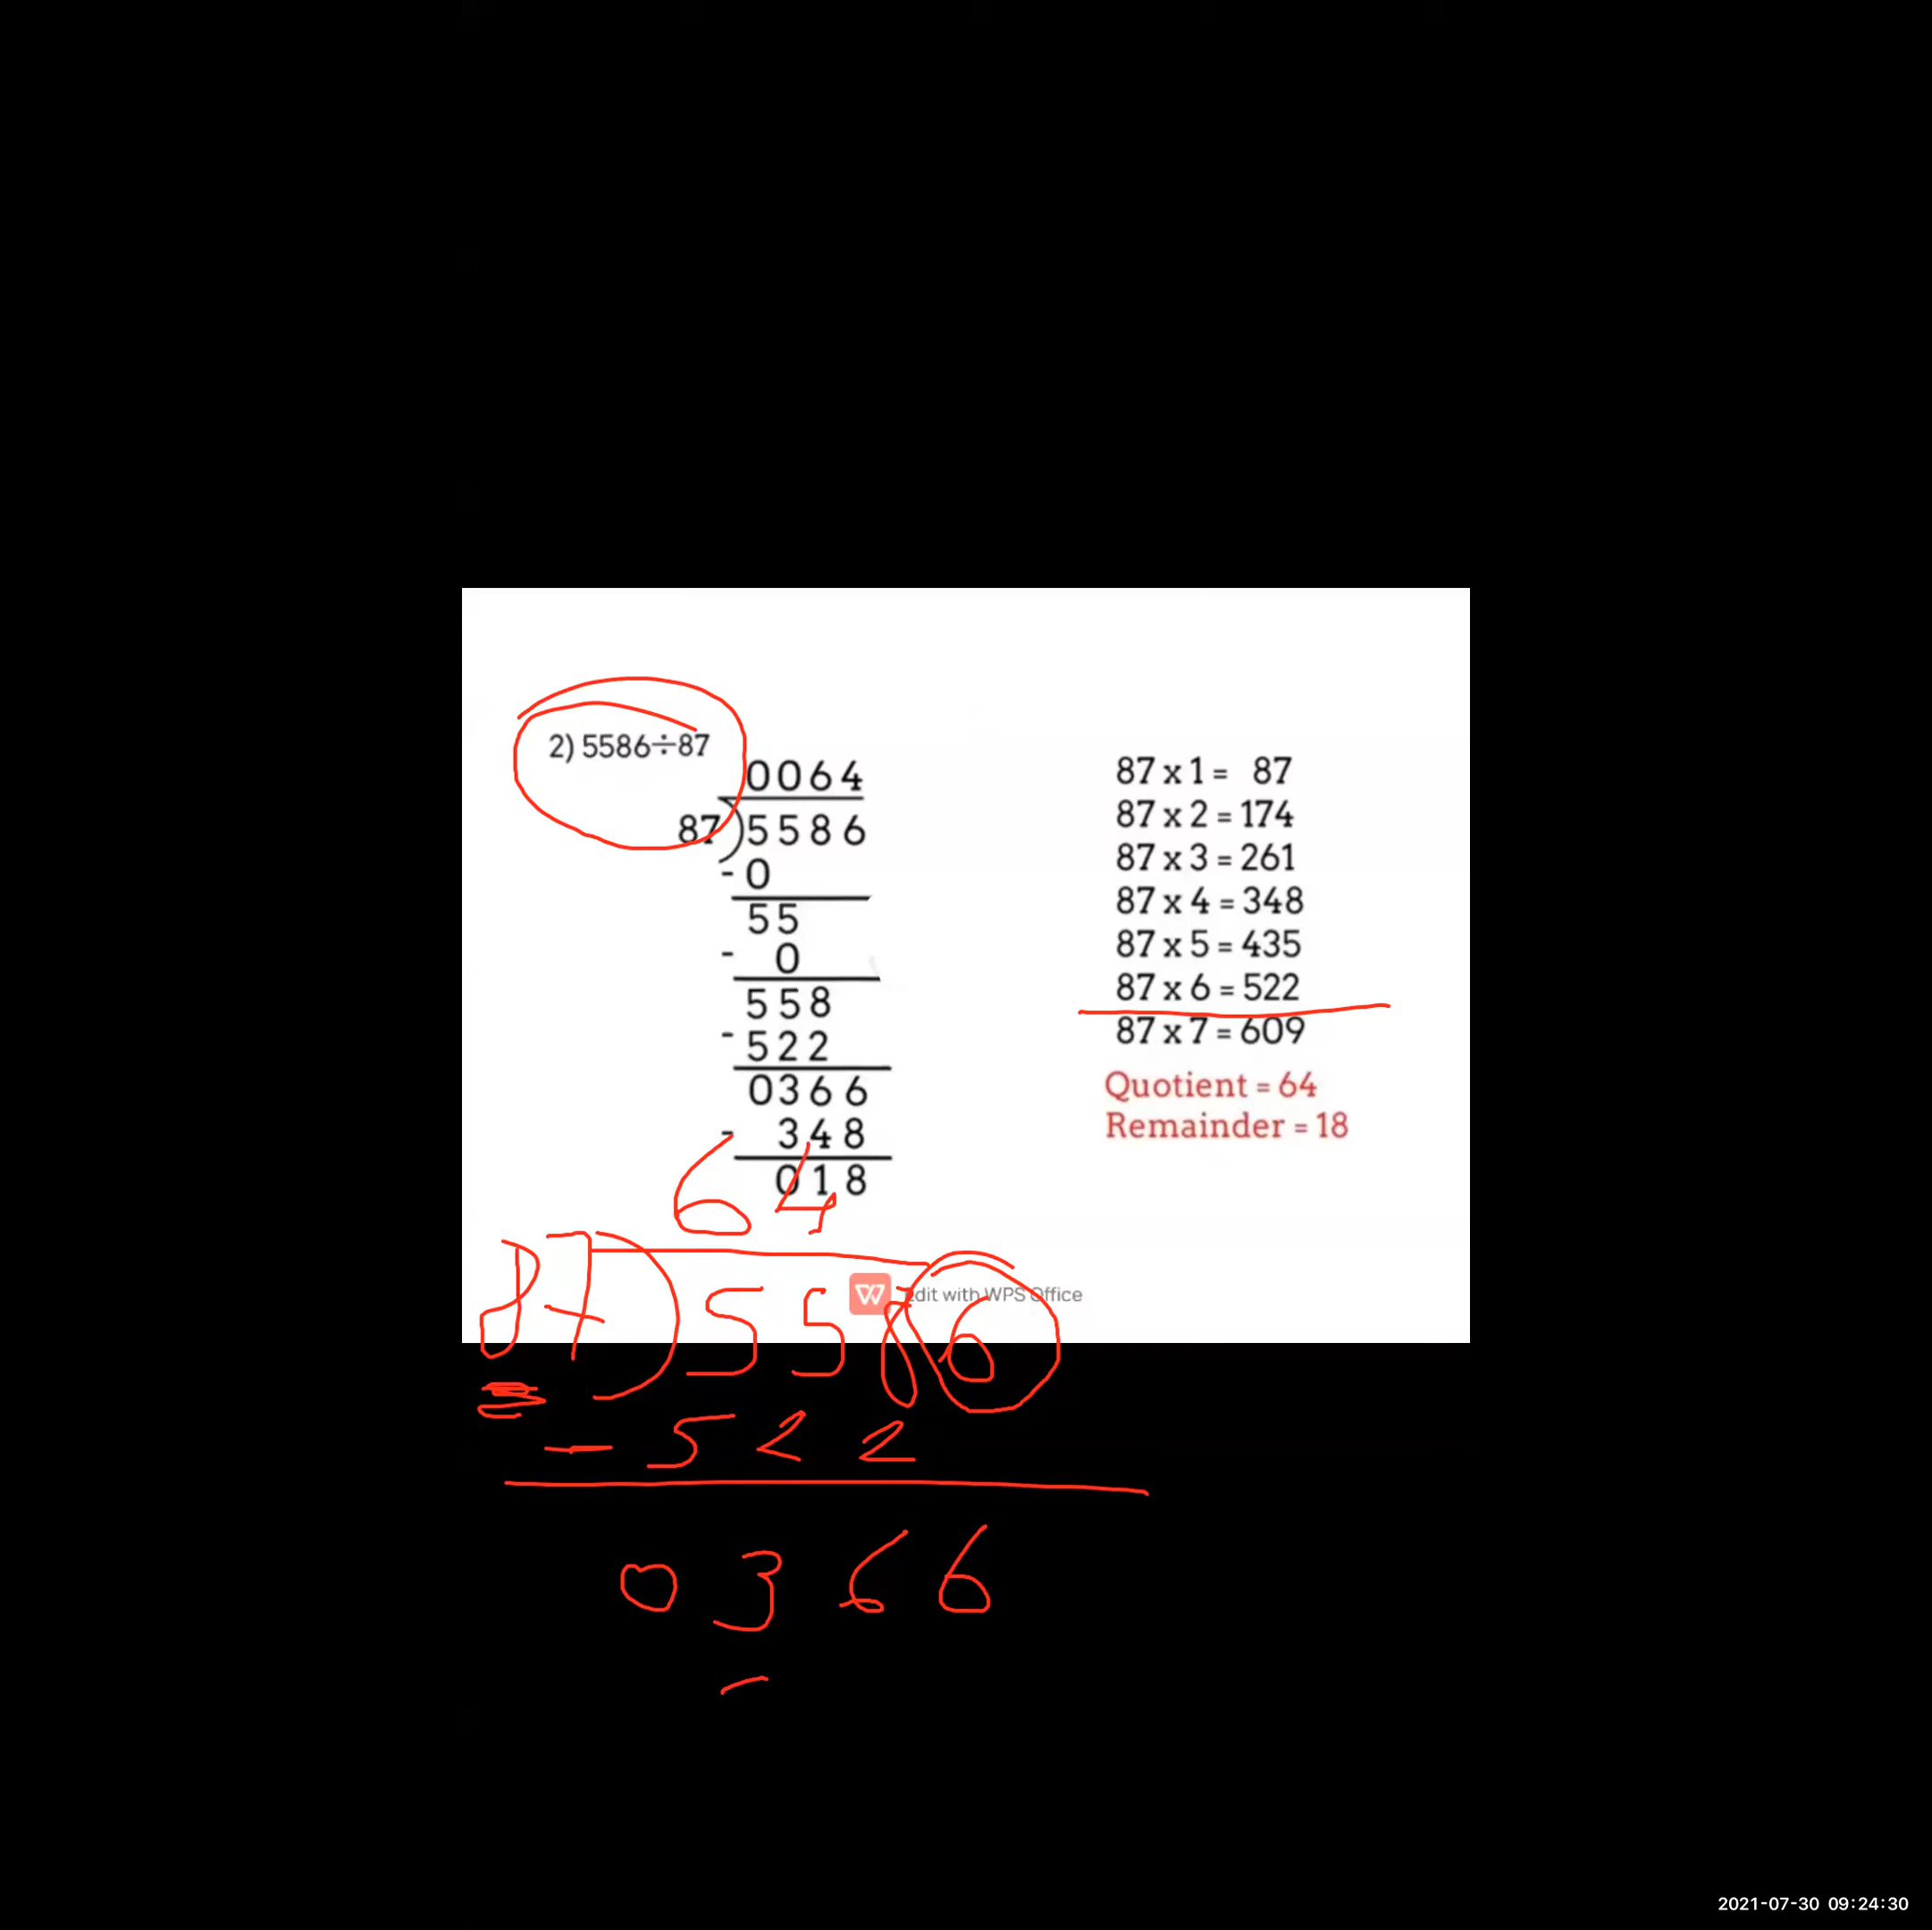 2) 5586÷87
0064
87)5586
-0
55
- 0
558
-522
0366
- 348
018
87 x 1 = 87
87 x 2 = 174
87 x 3 = 261
87 x 4 = 348
87 x 5 = 435
87 x 6 = 522
87 x 7 = 609
Quotient = 64
Remainder = 18
Edit with WPS Office
64
87)5586
- 522
0366
-
2021-07-30 09:24:30